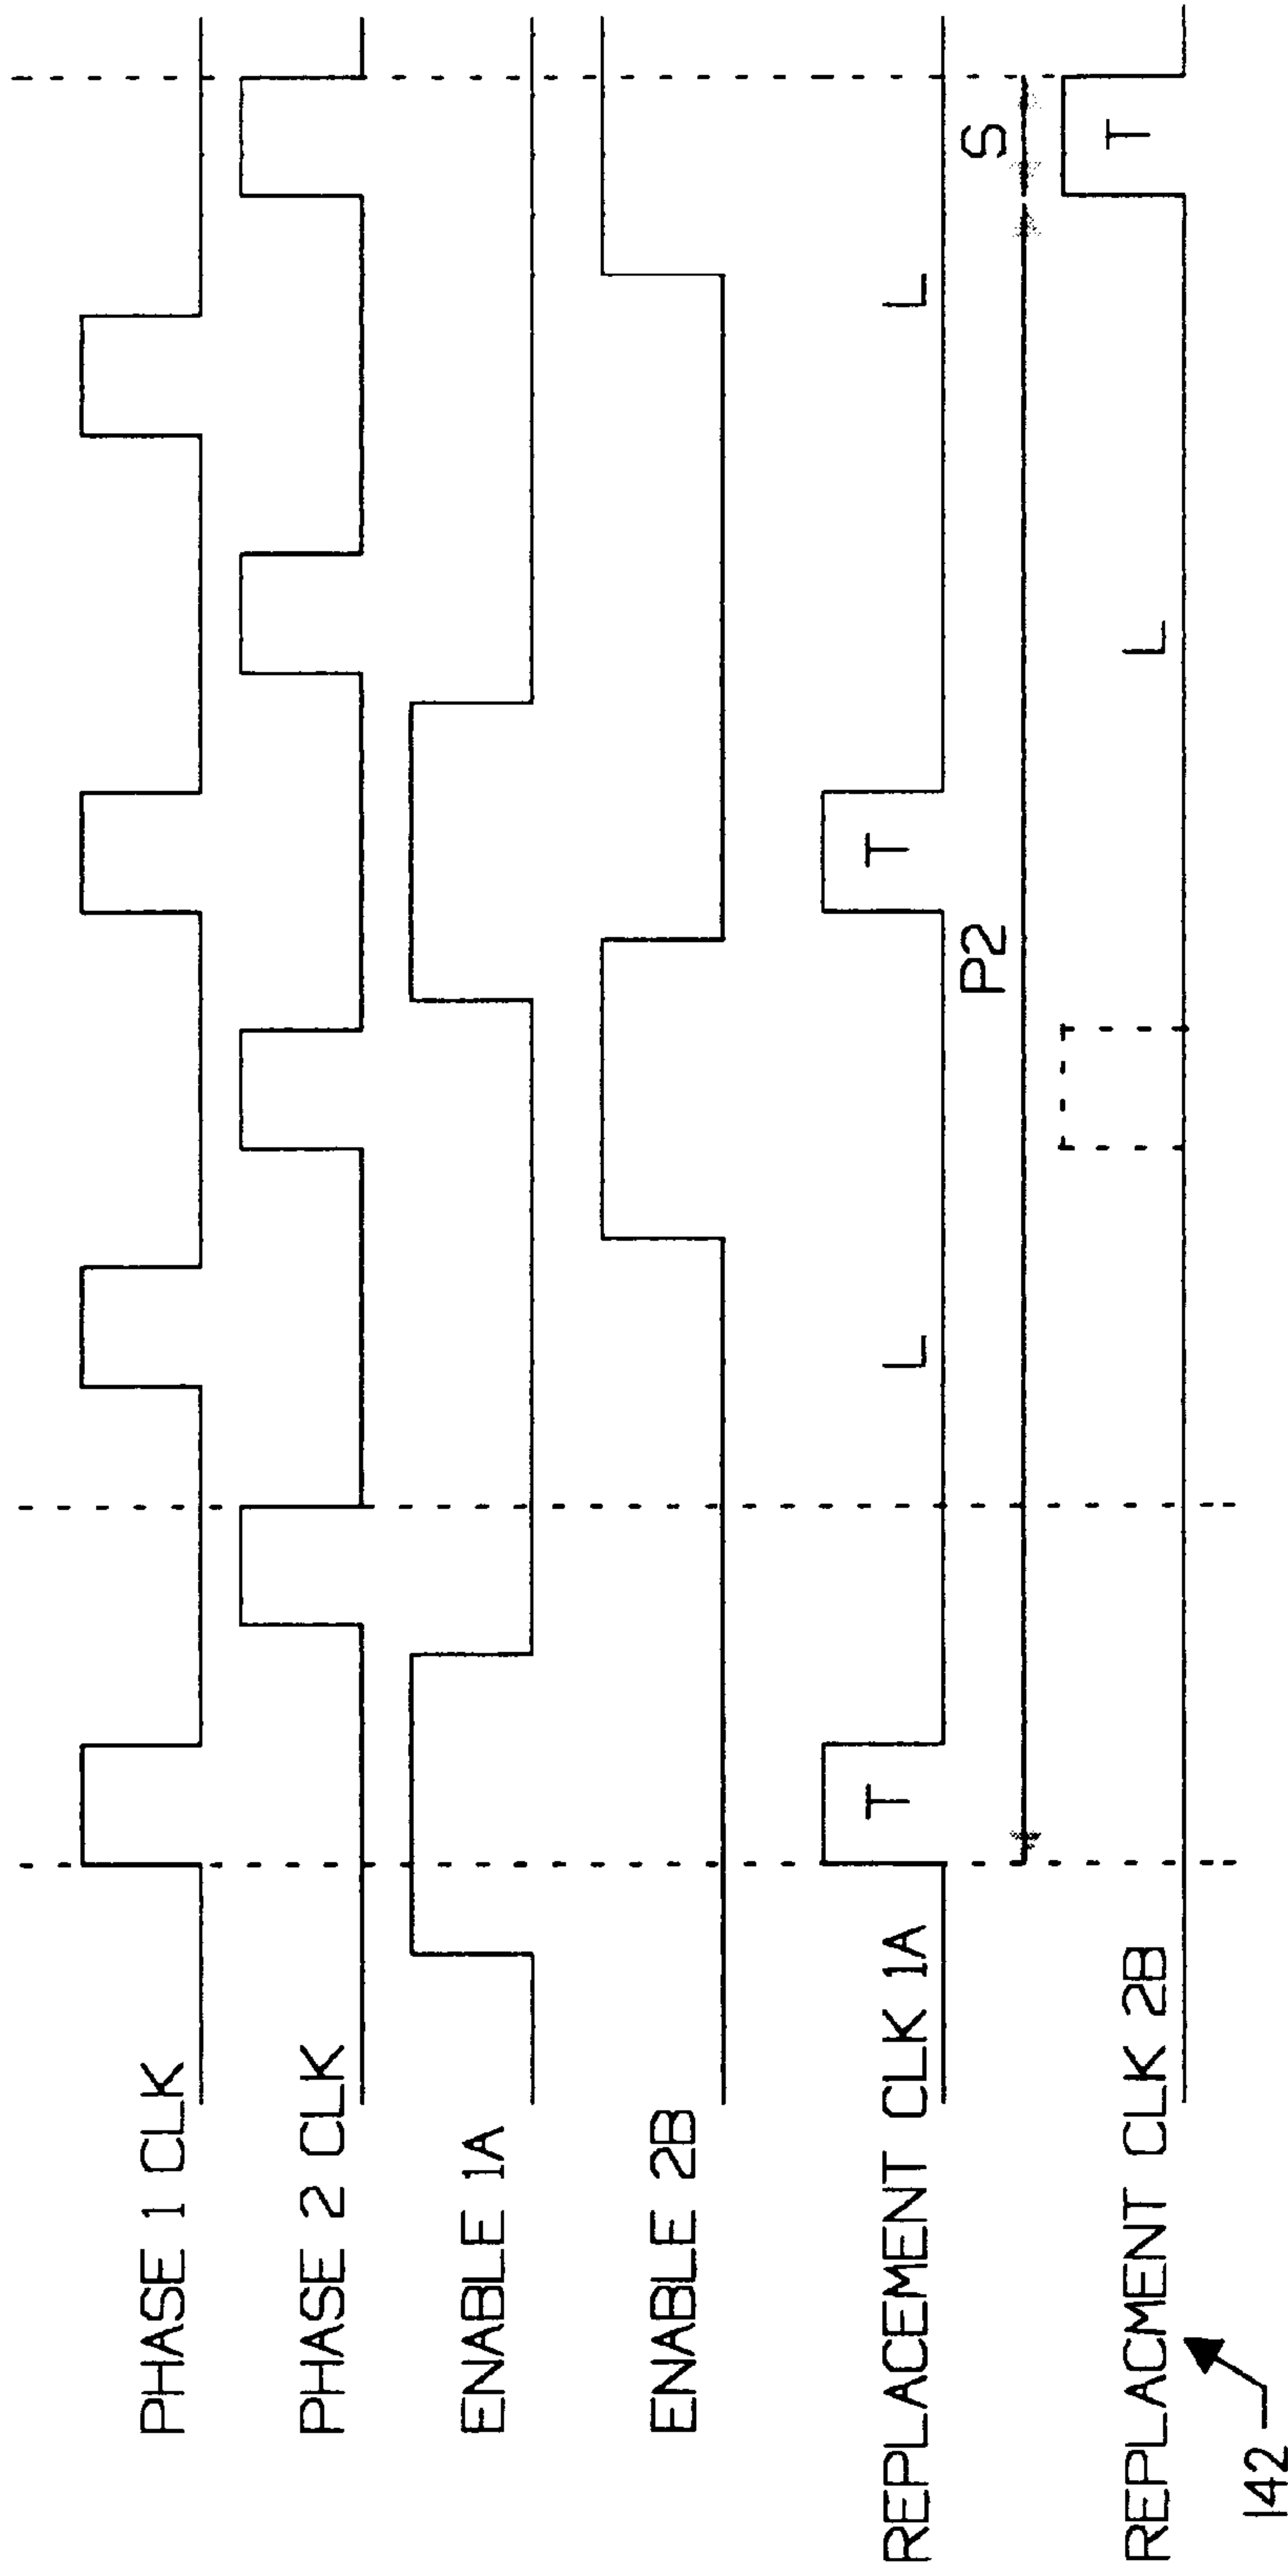 PHASE 1 CLK
PHASE 2 CLK
ENABLE 1A
ENABLE 2B
REPLACEMENT CLK 1A
T
L
T
L
P2
S
REPLACMENT CLK 2B
L
T
142